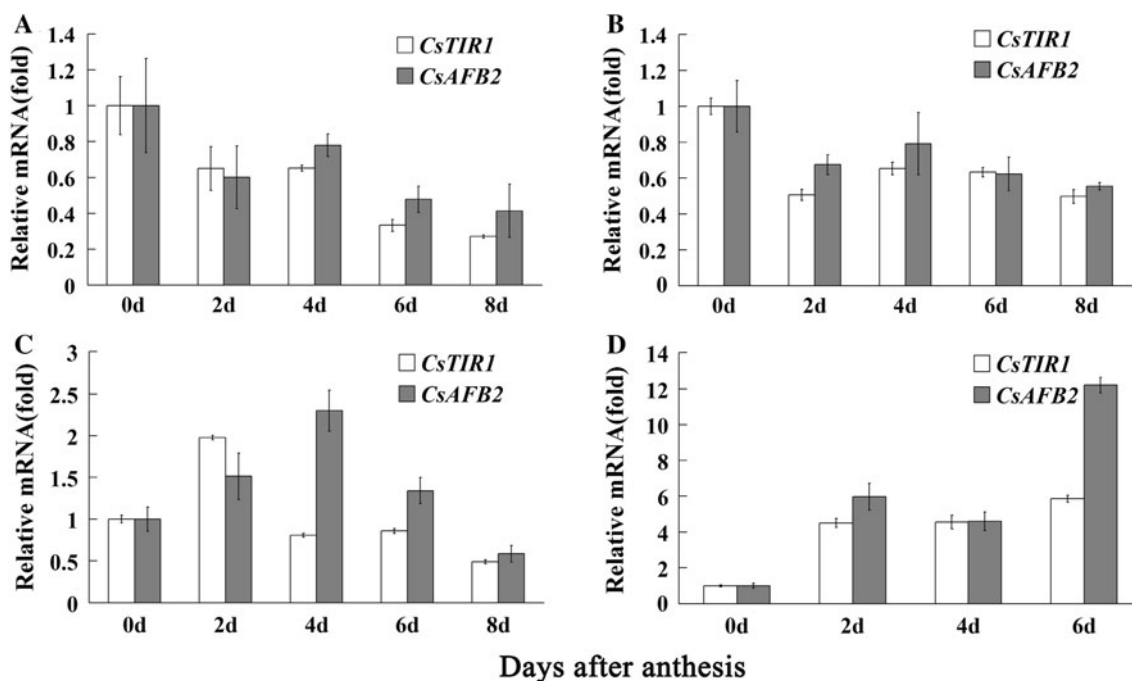 A
Relative mRNA(fold)
1.4
1.2
1
0.8
0.6
0.4
0.2
0
CsTIR1
CsAFB2
0d 2d 4d 6d 8d
B
Relative mRNA(fold)
1.4
1.2
1
0.8
0.6
0.4
0.2
0
CsTIR1
CsAFB2
0d 2d 4d 6d 8d
C
Relative mRNA(fold)
3
2.5
2
1.5
1
0.5
0
CsTIR1
CsAFB2
0d 2d 4d 6d 8d
D
Relative mRNA(fold)
14
12
10
8
6
4
2
0
CsTIR1
CsAFB2
0d 2d 4d 6d
Days after anthesis